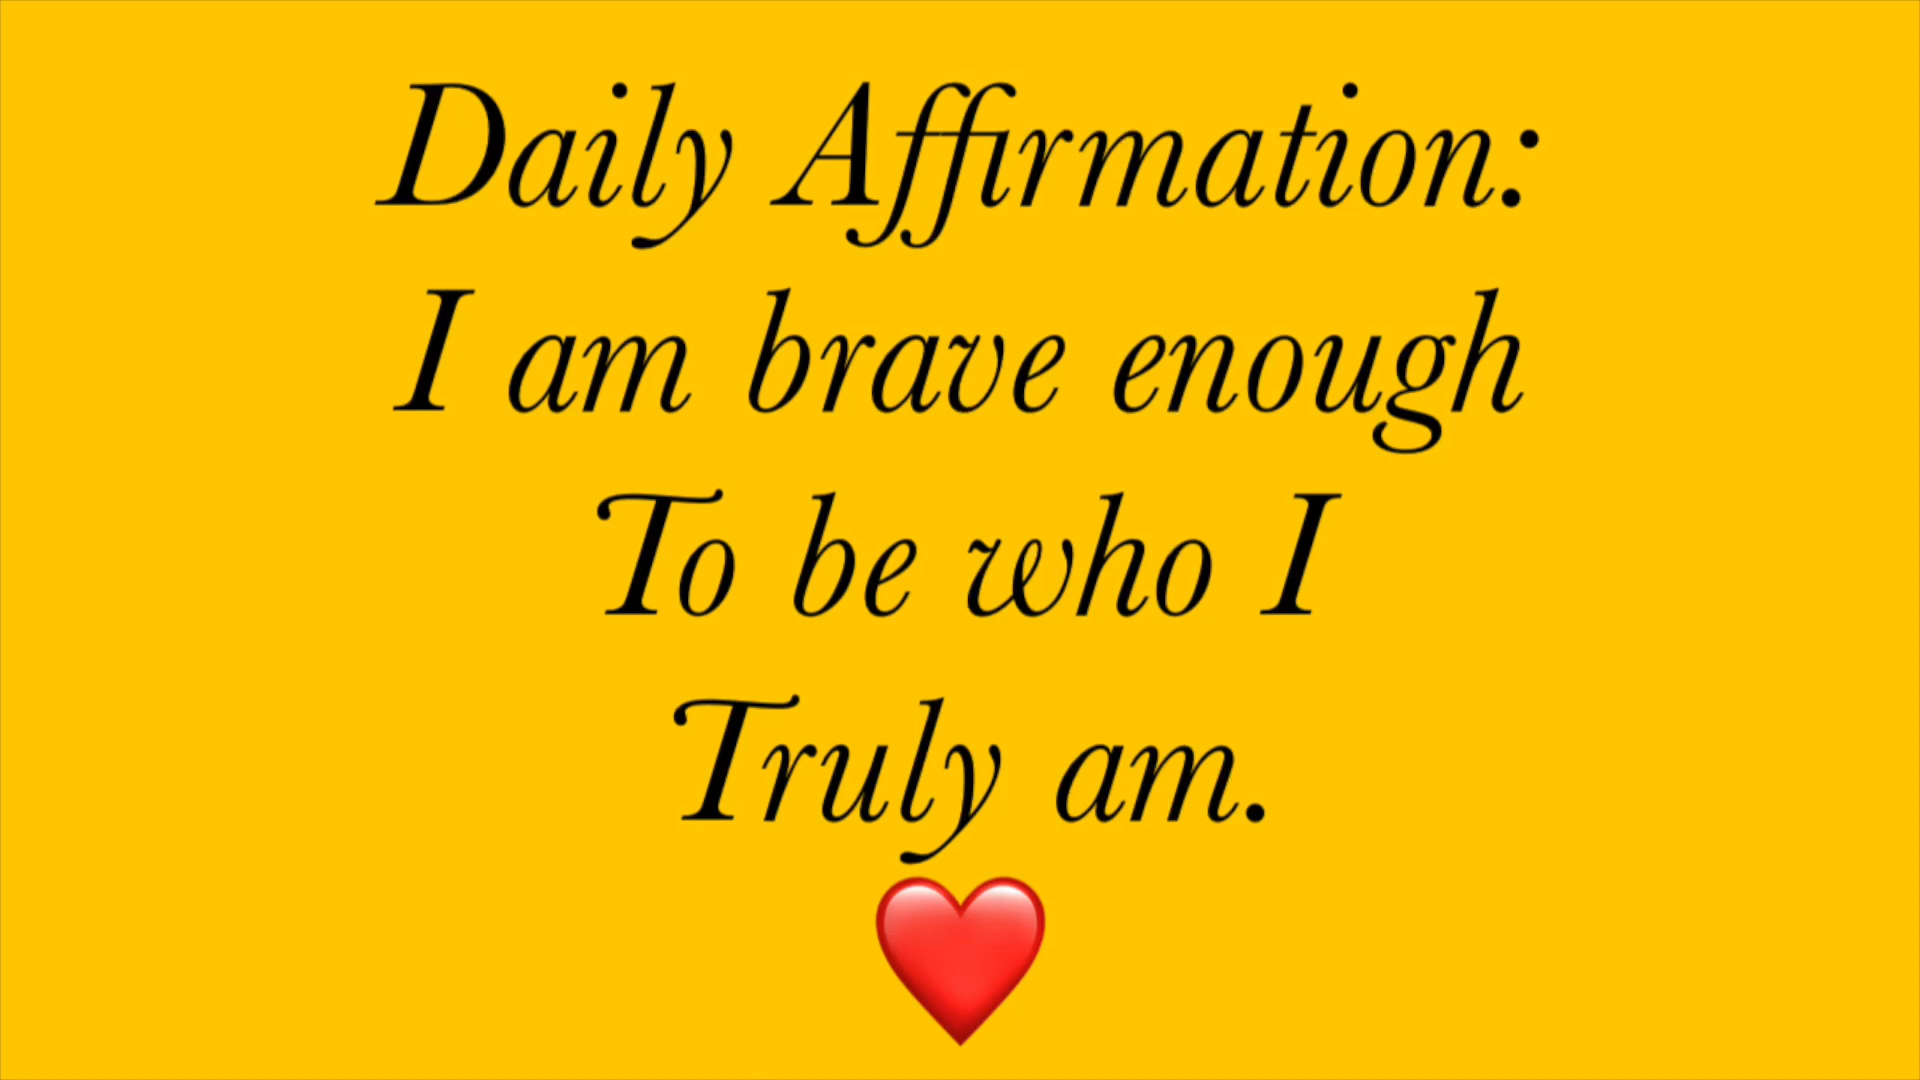 Daily Affirmation:
I am brave enough
To be who I
Truly am.
❤️